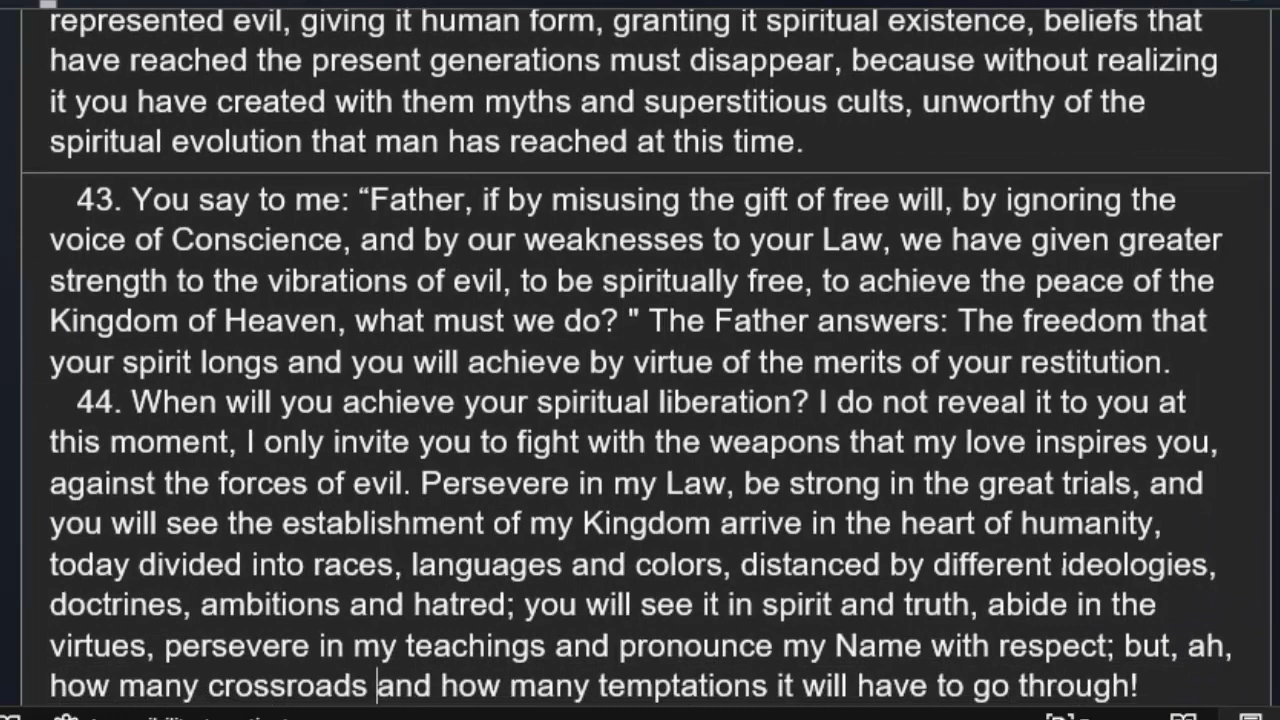 represented evil, giving it human form, granting it spiritual existence, beliefs that
have reached the present generations must disappear, because without realizing
it you have created with them myths and superstitious cults, unworthy of the
spiritual evolution that man has reached at this time.
43. You say to me: “Father, if by misusing the gift of free will, by ignoring the
voice of Conscience, and by our weaknesses to your Law, we have given greater
strength to the vibrations of evil, to be spiritually free, to achieve the peace of the
Kingdom of Heaven, what must we do? " The Father answers: The freedom that
your spirit longs and you will achieve by virtue of the merits of your restitution.
44. When will you achieve your spiritual liberation? I do not reveal it to you at
this moment, I only invite you to fight with the weapons that my love inspires you,
against the forces of evil. Persevere in my Law, be strong in the great trials, and
you will see the establishment of my Kingdom arrive in the heart of humanity,
today divided into races, languages and colors, distanced by different ideologies,
doctrines, ambitions and hatred; you will see it in spirit and truth, abide in the
virtues, persevere in my teachings and pronounce my Name with respect; but, ah,
how many crossroads and how many temptations it will have to go through!